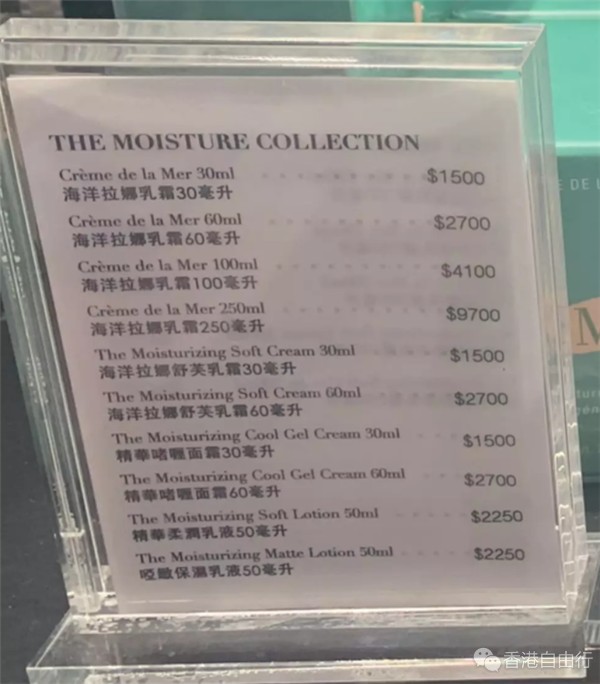 THE MOISTURE COLLECTION
Crème de la Mer 30ml $1500
海洋拉娜乳霜30毫升
Crème de la Mer 60ml $2700
海洋拉娜乳霜60毫升
Crème de la Mer 100ml $4100
海洋拉娜乳霜100毫升
Crème de la Mer 250ml $9700
海洋拉娜乳霜250毫升
The Moisturizing Soft Cream 30ml $1500
海洋拉娜舒芙乳霜30毫升
The Moisturizing Soft Cream 60ml $2700
海洋拉娜舒芙乳霜60毫升
The Moisturizing Cool Gel Cream 30ml $1500
精華啫喱面霜30毫升
The Moisturizing Cool Gel Cream 60ml $2700
精華啫喱面霜60毫升
The Moisturizing Soft Lotion 50ml $2250
精華柔潤乳液50毫升
The Moisturizing Matte Lotion 50ml $2250
啞緻保濕乳液50毫升
DE L
M
香港自由行